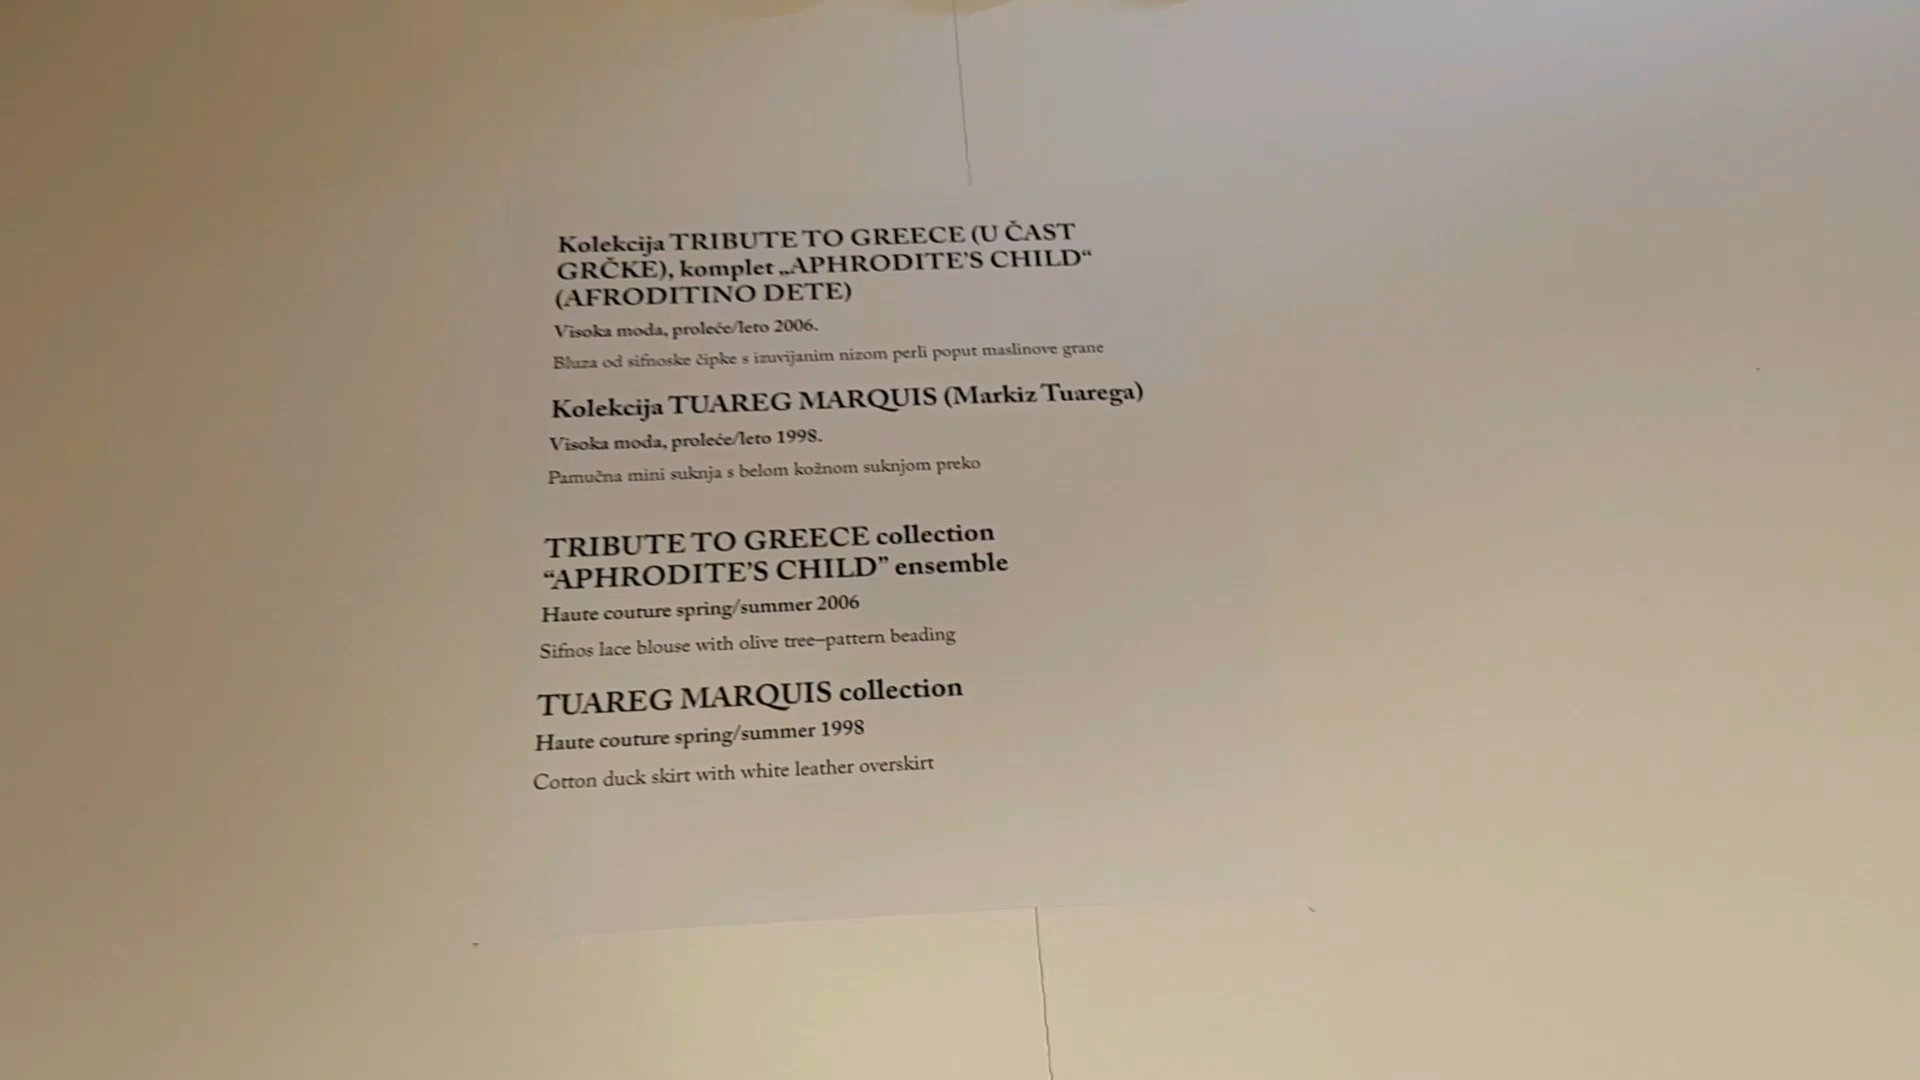 Kolekcija TRIBUTE TO GREECE (U ČAST
GRČKE), komplet „APHRODITE'S CHILD“
(AFRODITINO DETE)
Visoka moda, proleće/leto 2006.
Bluza od sifnoske čipke s izuvijanim nizom perli poput maslinove grane
Kolekcija TUAREG MARQUIS (Markiz Tuarega)
Visoka moda, proleće/leto 1998.
Pamučna mini suknja s belom kožnom suknjom preko
TRIBUTE TO GREECE collection
“APHRODITE’S CHILD” ensemble
Haute couture spring/summer 2006
Sifnos lace blouse with olive tree–pattern beading
TUAREG MARQUIS collection
Haute couture spring/summer 1998
Cotton duck skirt with white leather overskirt